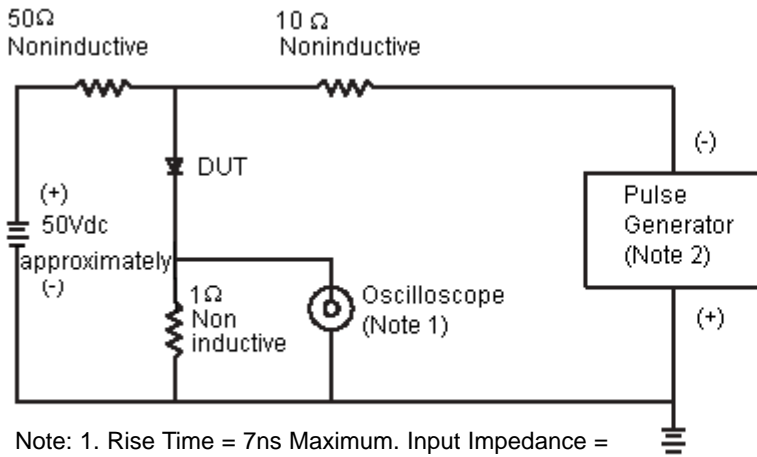 50Ω
Noninductive
10 Ω
Noninductive
DUT
(+)
50Vdc
approximately
(-)
1Ω
Non
inductive
Oscilloscope
(Note 1)
(-)
Pulse
Generator
(Note 2)
(+)
Note: 1. Rise Time = 7ns Maximum. Input Impedance =